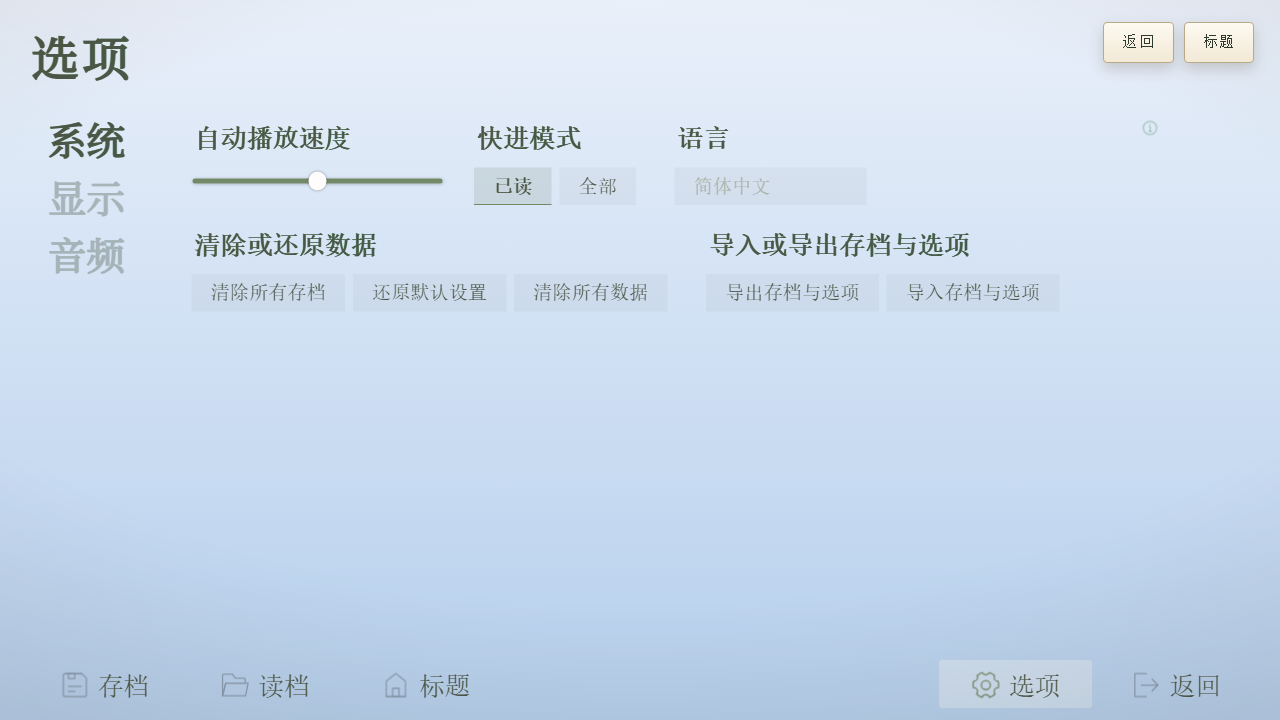 选项
返回
标题
系统
显示
音频
自动播放速度
快进模式
语言
已读
全部
简体中文
清除或还原数据
导入或导出存档与选项
清除所有存档
还原默认设置
清除所有数据
导出存档与选项
导入存档与选项
存档
读档
标题
选项
返回